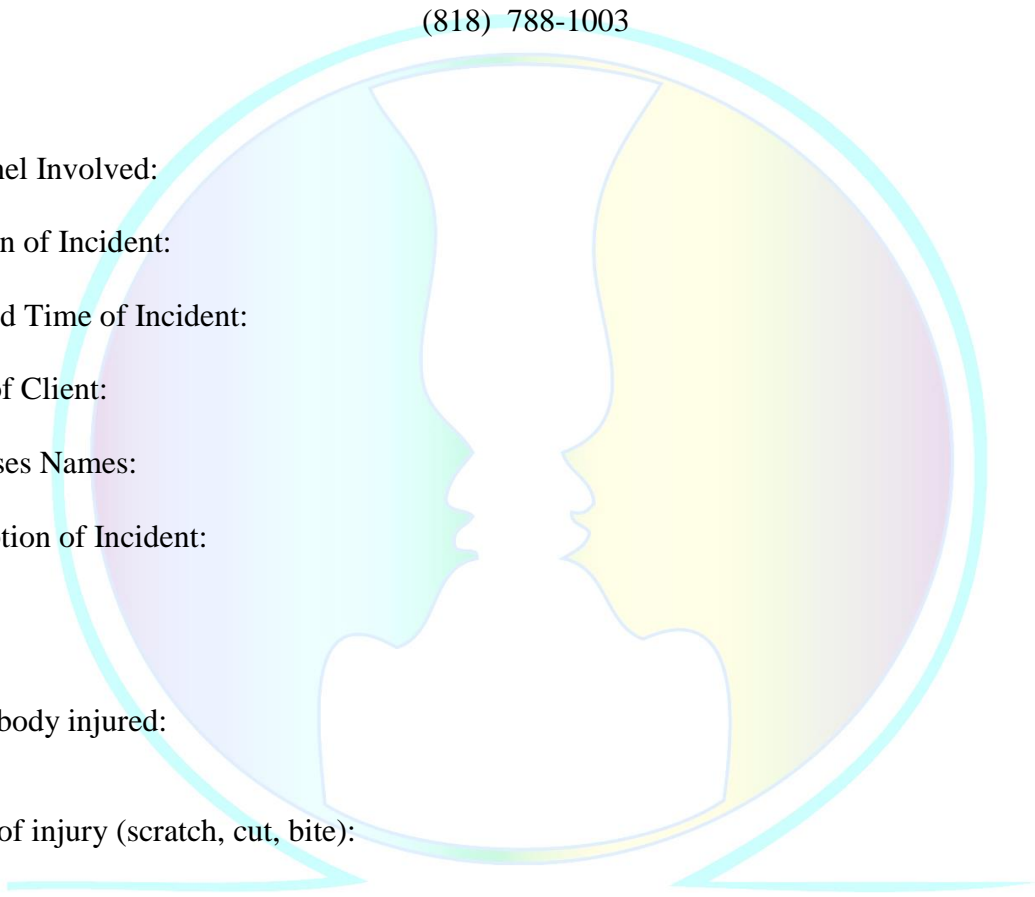 (818) 788-1003
nel Involved:
n of Incident:
d Time of Incident:
of Client:
ses Names:
tion of Incident:
body injured:
of injury (scratch, cut, bite):